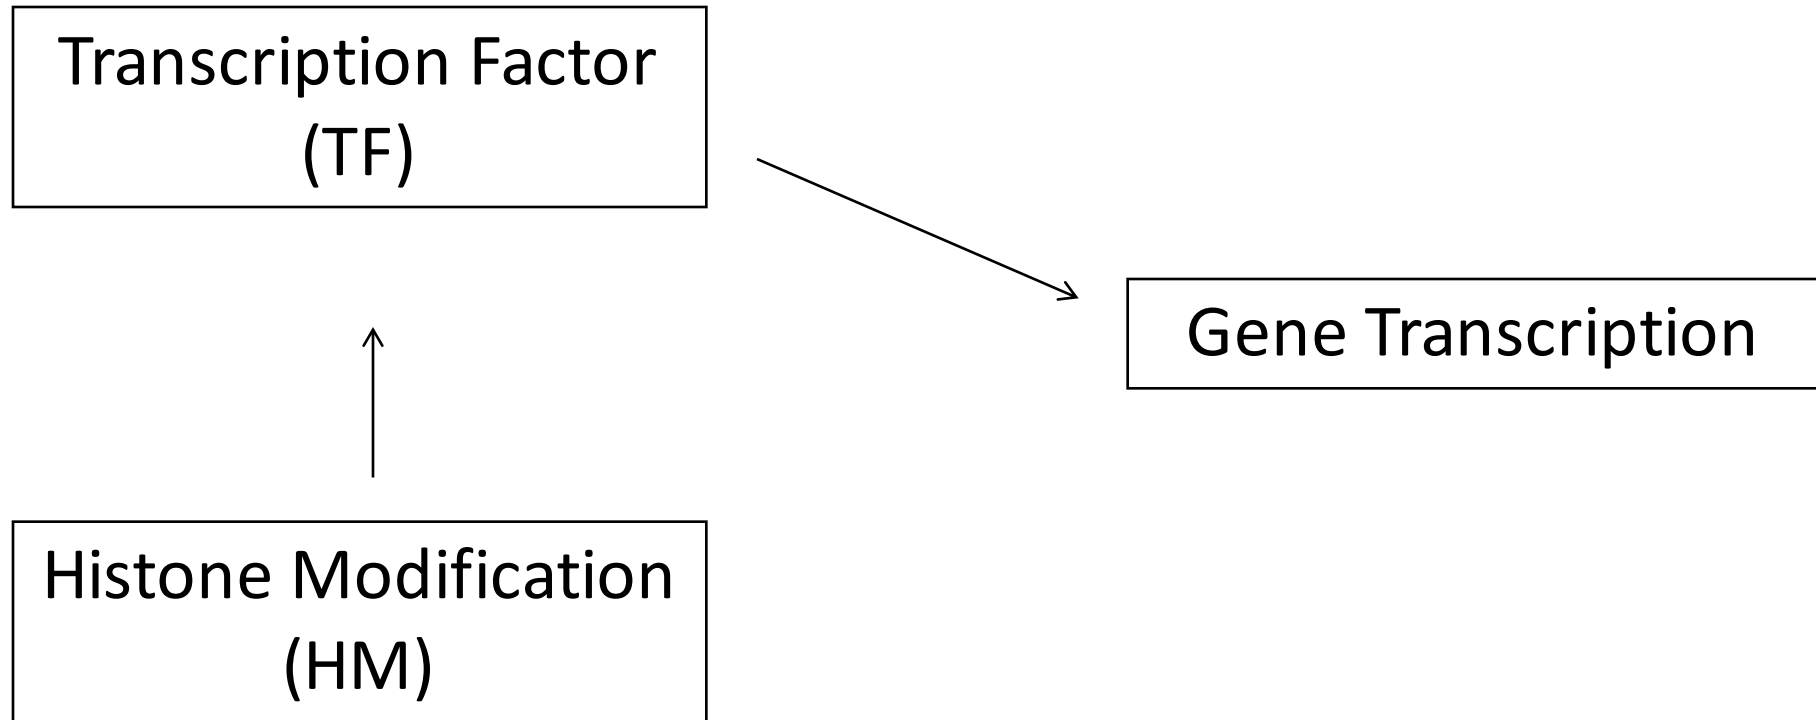 Transcription Factor
(TF)
Gene Transcription
Histone Modification
(HM)